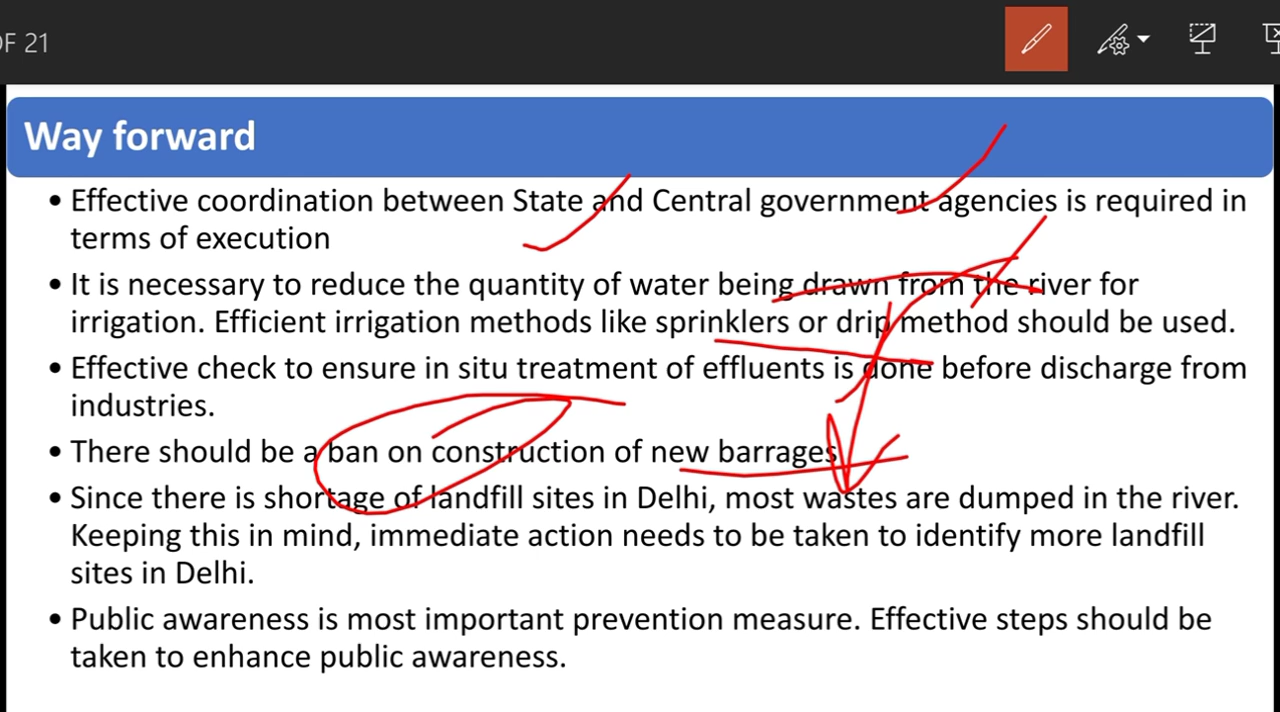 OF 21
Way forward
• Effective coordination between State and Central government agencies is required in
terms of execution
• It is necessary to reduce the quantity of water being drawn from the river for
irrigation. Efficient irrigation methods like sprinklers or drip method should be used.
• Effective check to ensure in situ treatment of effluents is done before discharge from
industries.
• There should be a ban on construction of new barrages
• Since there is shortage of landfill sites in Delhi, most wastes are dumped in the river.
Keeping this in mind, immediate action needs to be taken to identify more landfill
sites in Delhi.
• Public awareness is most important prevention measure. Effective steps should be
taken to enhance public awareness.